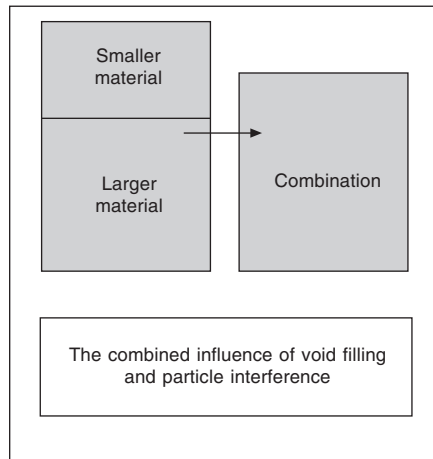 Smaller
material
Larger
material
Combination
The combined influence of void filling
and particle interference